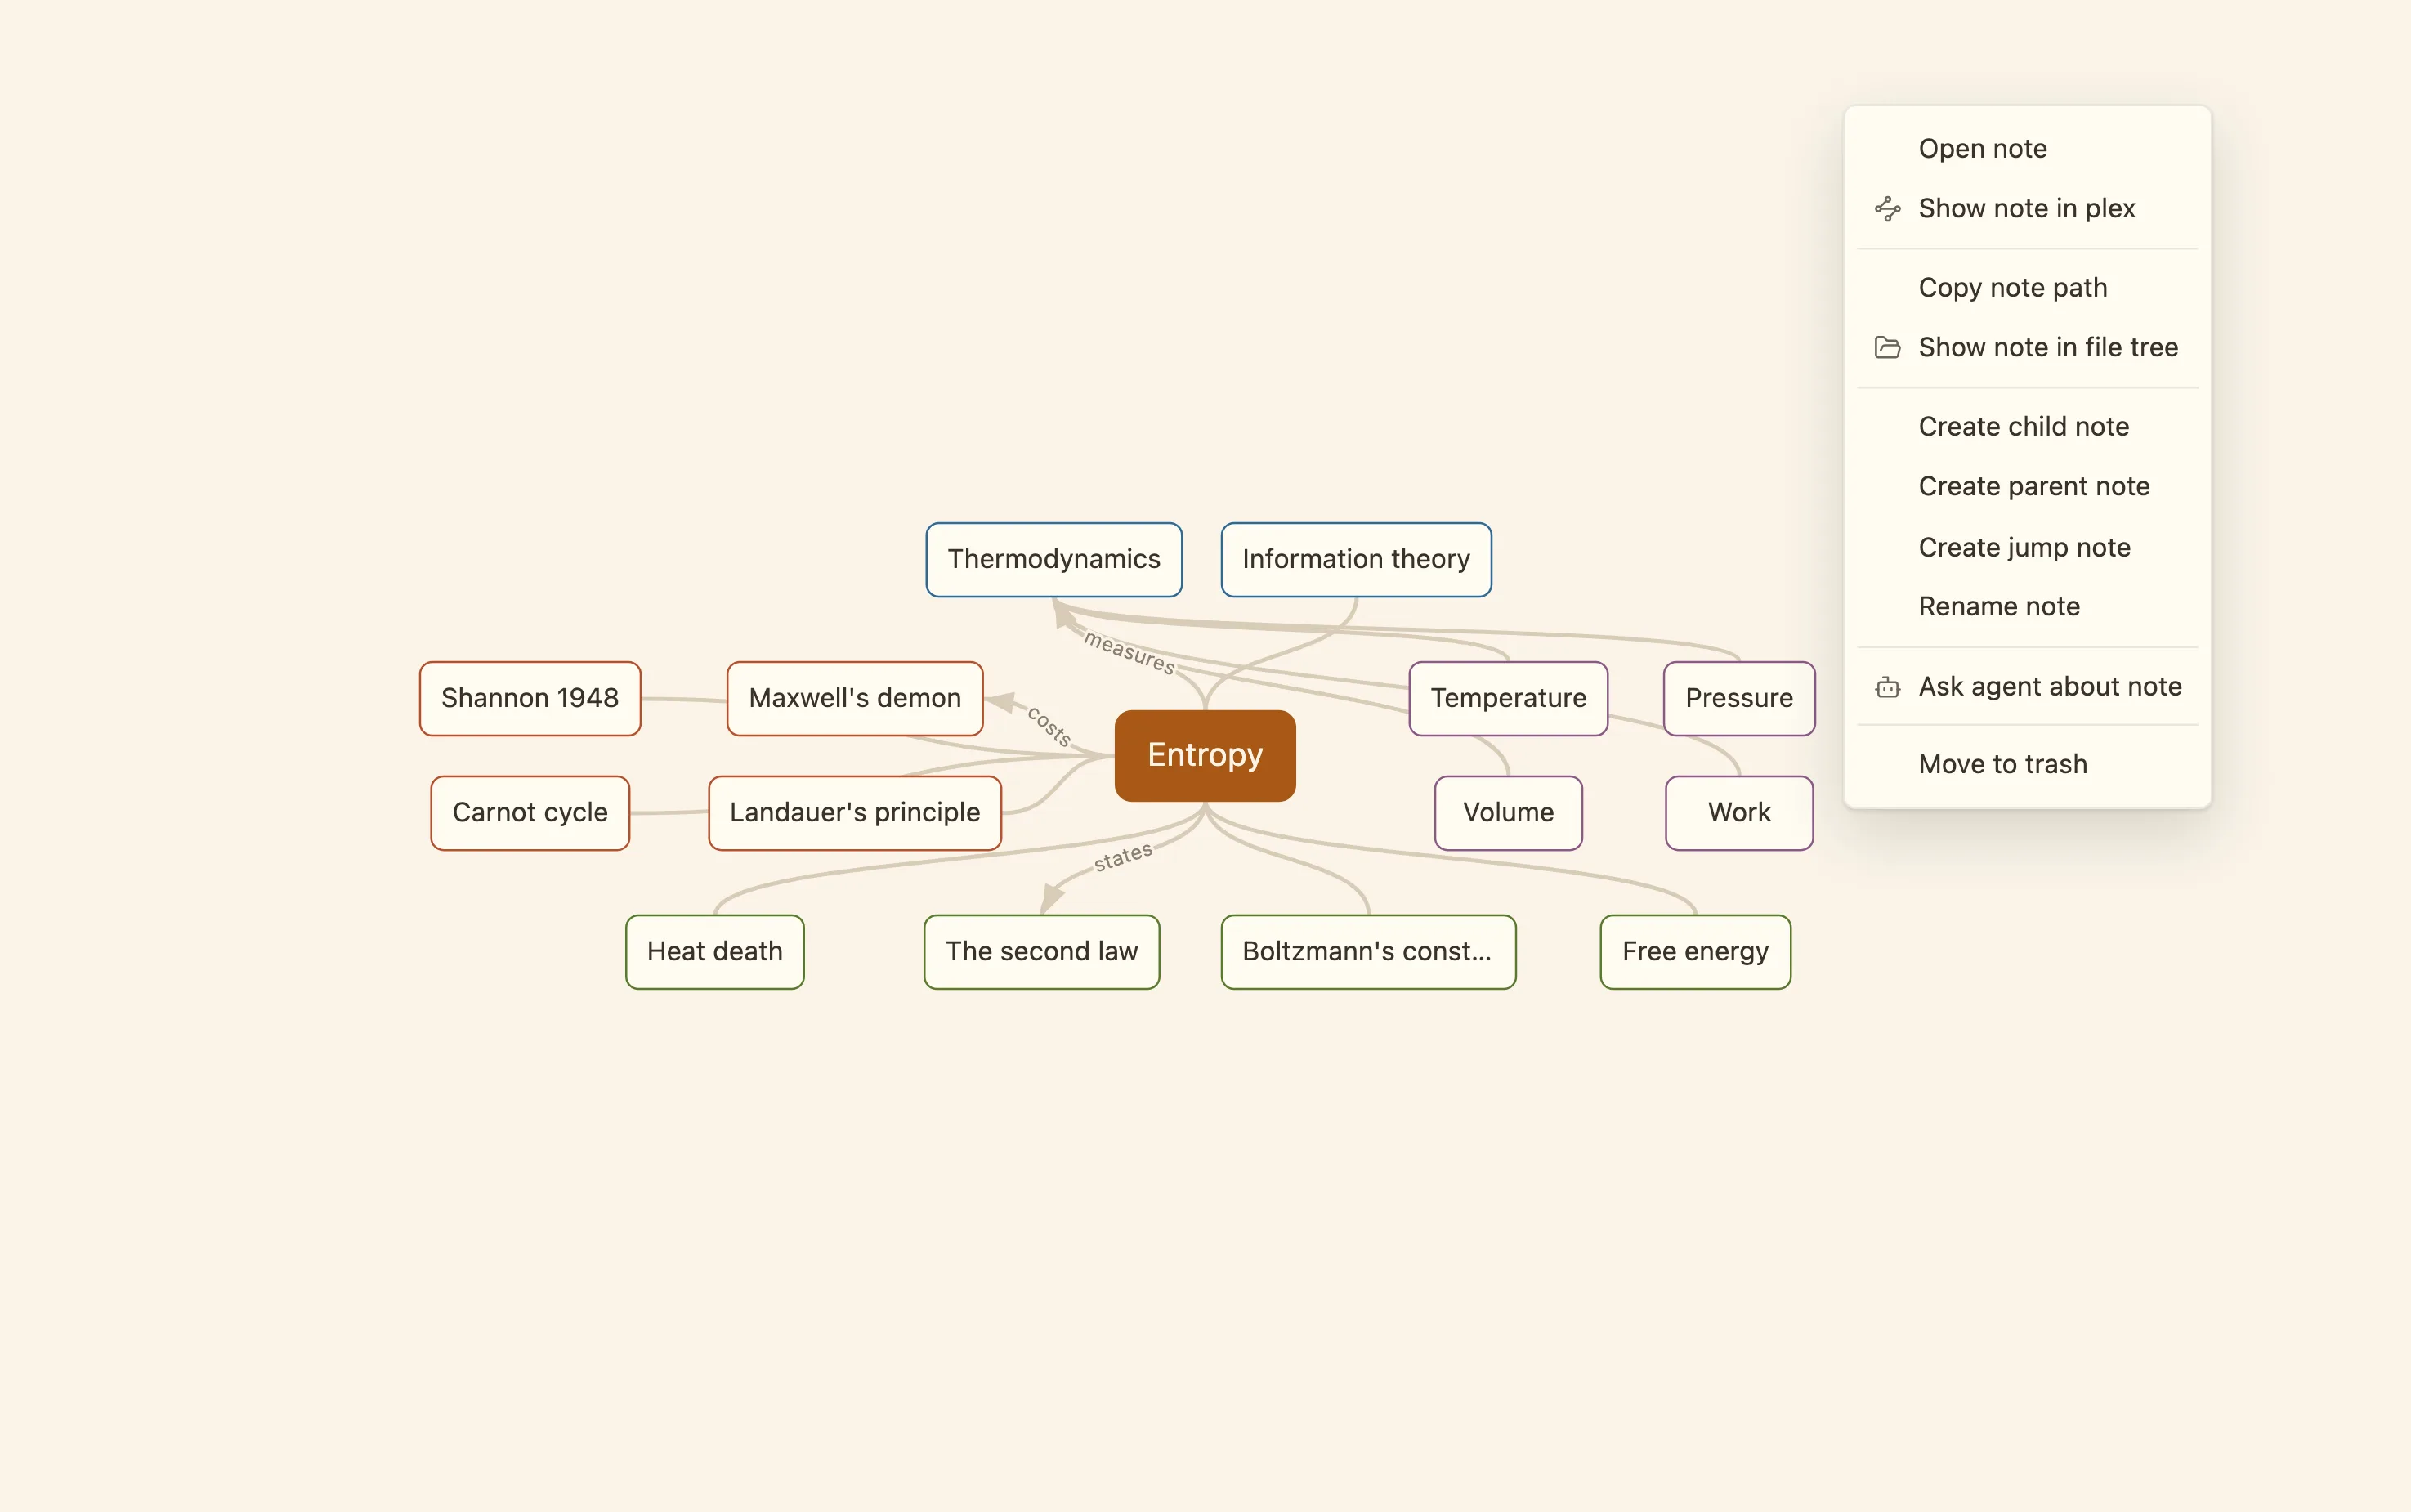 Open note
Show note in plex
Copy note path
Show note in file tree
Create child note
Create parent note
Create jump note
Rename note
Ask agent about note
Move to trash
Thermodynamics
Information theory
measures
Shannon 1948
Maxwell's demon
costs
Temperature
Pressure
Entropy
Carnot cycle
Landauer's principle
Volume
Work
states
Heat death
The second law
Boltzmann's const...
Free energy